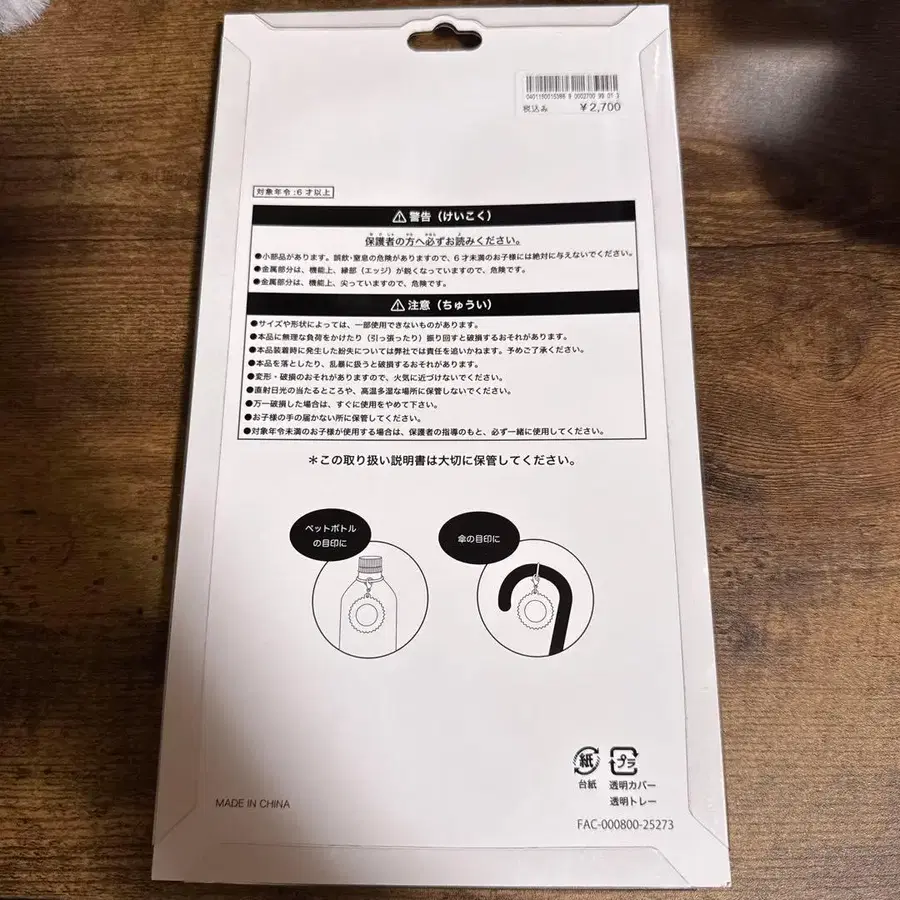 0401160015388 9 0002700 99 01 3
税込み ¥2,700
対象年令:6才以上
⚠警告(けいこく)
保護者の方へ必ずお読みください。
●小部品があります。誤飲・窒息の危険がありますので、6才未満のお子様には絶対に与えないでください。
●金属部分は、機能上、縁部(エッジ)が鋭くなっていますので、危険です。
●金属部分は、機能上、尖っていますので、危険です。
⚠注意(ちゅうい)
●サイズや形状によっては、一部使用できないものがあります。
●本品に無理な負荷をかけたり(引っ張ったり)振り回すと破損するおそれがあります。
●本品装着時に発生した紛失については弊社では責任を追いかねます。予めご了承ください。
●本品を落としたり、乱暴に扱うと破損するおそれがあります。
●変形・破損のおそれがありますので、火気に近づけないでください。
●直射日光の当たるところや、高温多湿な場所に保管しないでください。
●万一破損した場合は、すぐに使用をやめて下さい。
●お子様の手の届かない所に保管してください。
●対象年令未満のお子様が使用する場合は、保護者の指導のもと、必ず一緒に使用してください。
*この取り扱い説明書は大切に保管してください。
ペットボトル
の目印に
傘の目印に
紙 プラ
台紙 透明カバー
透明トレー
MADE IN CHINA
FAC-000800-25273